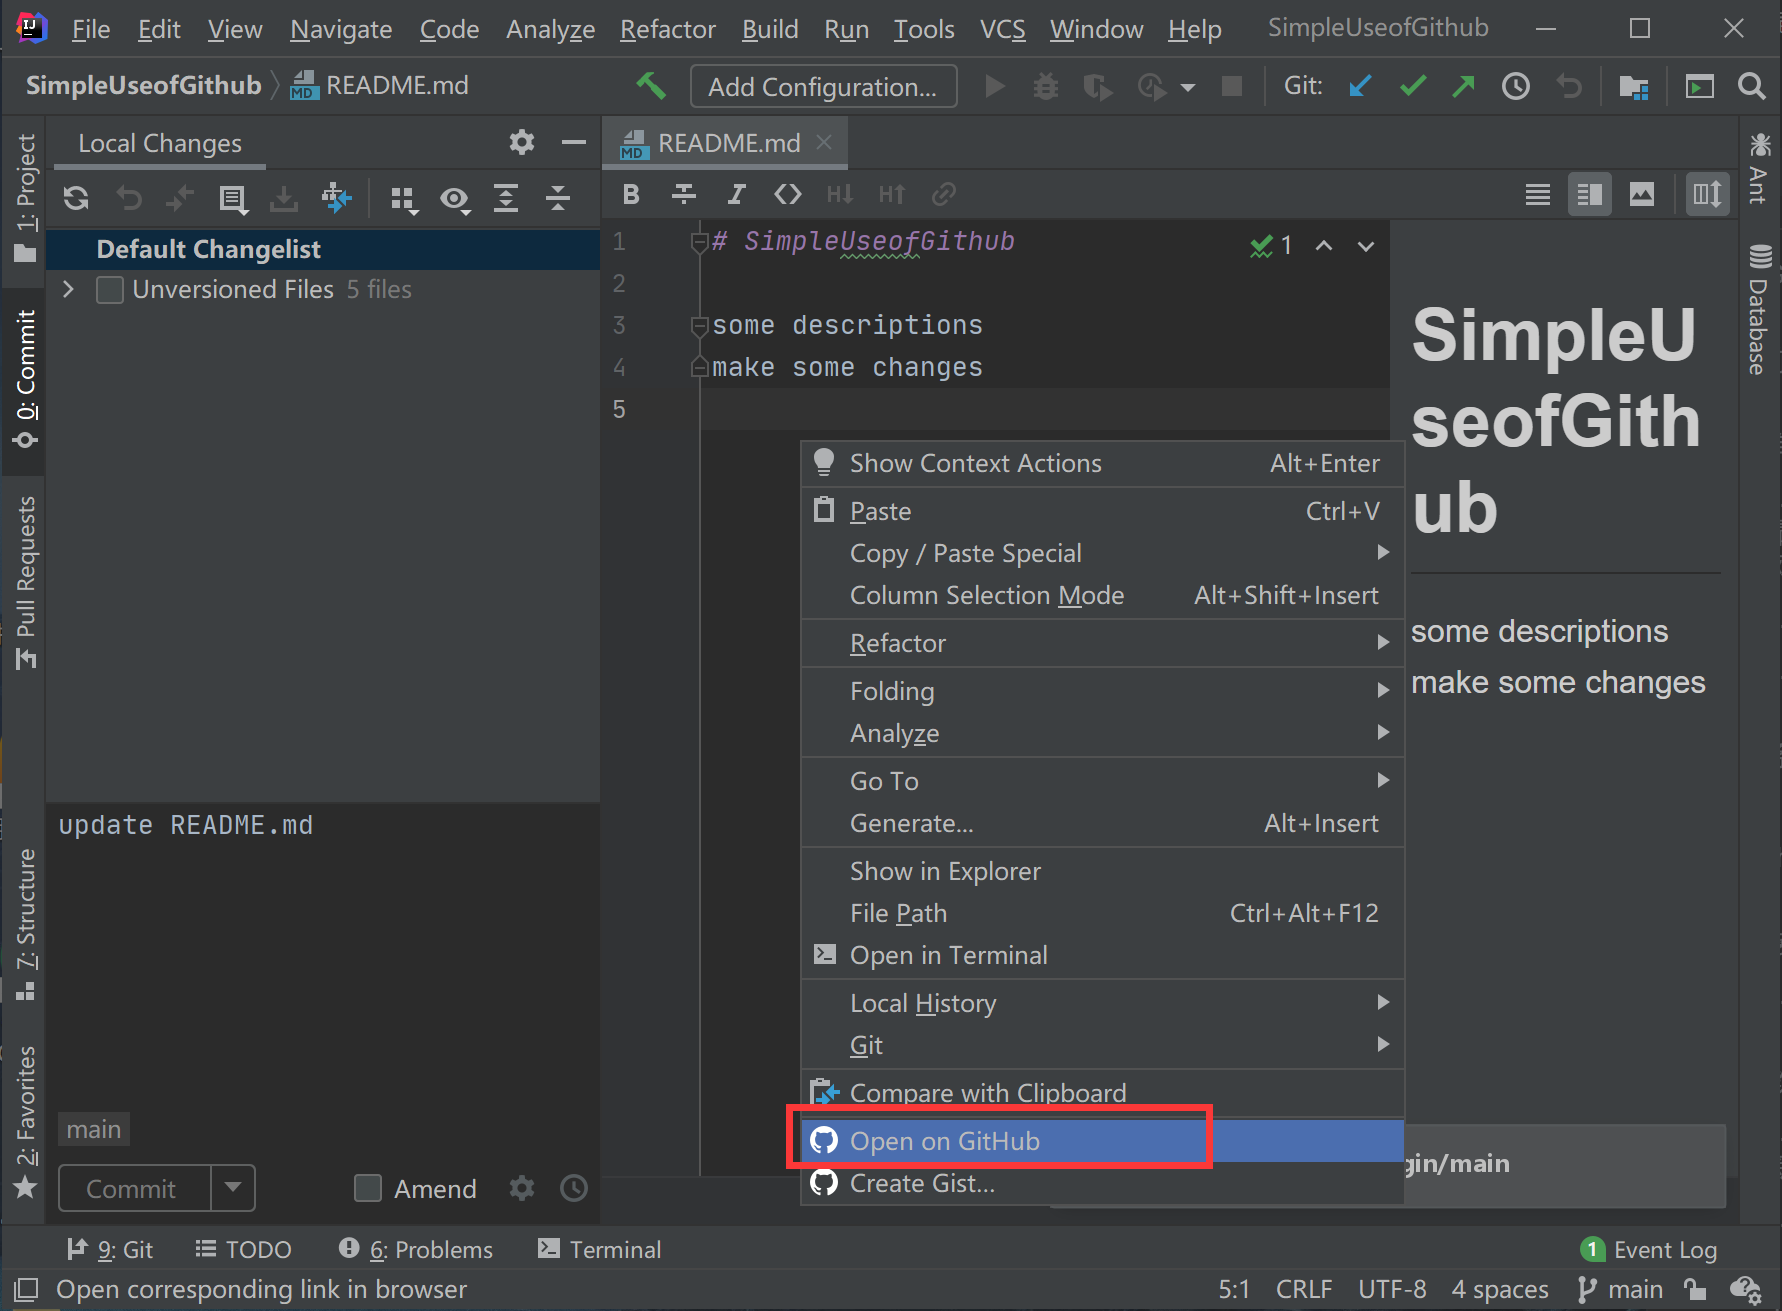 File Edit View Navigate Code Analyze Refactor Build Run Tools VCS Window Help SimpleUseofGithub
SimpleUseofGithub README.md Add Configuration... Git:
1: Project
0: Commit
Pull Requests
7: Structure
2: Favorites
Local Changes
Default Changelist
Unversioned Files 5 files
update README.md
main
Commit Amend
README.md
B I H H
1 # SimpleUseofGithub 1
2
3 some descriptions
4 make some changes
5
Show Context Actions Alt+Enter
Paste Ctrl+V
Copy / Paste Special
Column Selection Mode Alt+Shift+Insert
Refactor
Folding
Analyze
Go To
Generate... Alt+Insert
Show in Explorer
File Path Ctrl+Alt+F12
Open in Terminal
Local History
Git
Compare with Clipboard
Open on GitHub
Create Gist...
SimpleU
seofGith
ub
some descriptions
make some changes
gin/main
Ant
Database
9: Git TODO 6: Problems Terminal 1 Event Log
Open corresponding link in browser 5:1 CRLF UTF-8 4 spaces main